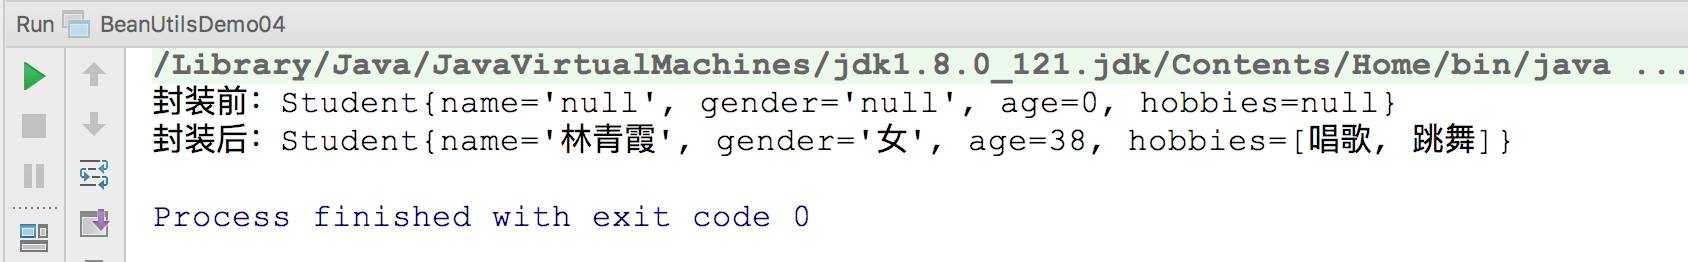 Run BeanUtilsDemo04
/Library/Java/JavaVirtualMachines/jdk1.8.0_121.jdk/Contents/Home/bin/java ...
封装前: Student{name='null', gender='null', age=0, hobbies=null}
封装后: Student{name='林青霞', gender='女', age=38, hobbies=[唱歌, 跳舞]}
Process finished with exit code 0